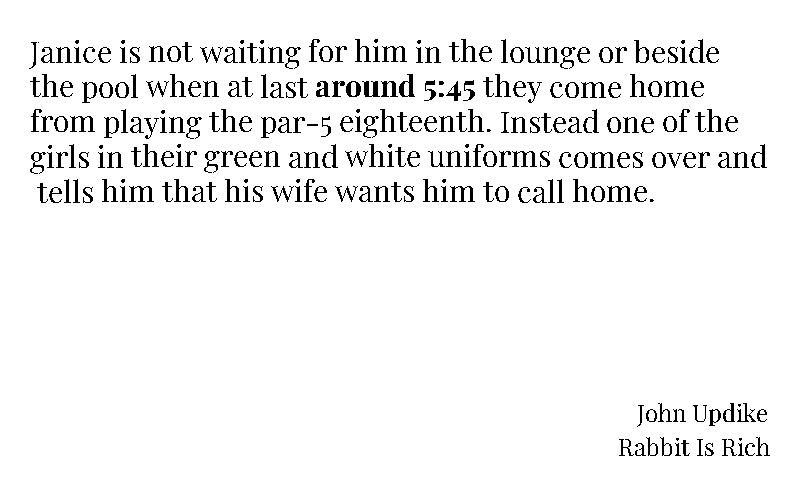 Janice is not waiting for him in the lounge or beside
the pool when at last around 5:45 they come home
from playing the par-5 eighteenth. Instead one of the
girls in their green and white uniforms comes over and
tells him that his wife wants him to call home.
John Updike
Rabbit Is Rich